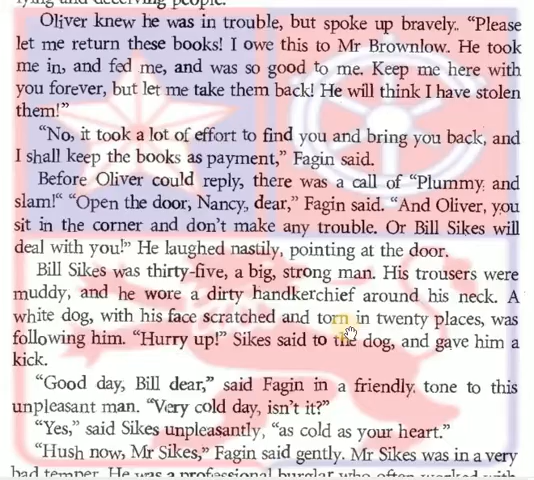 lying and deceiving people.
Oliver knew he was in trouble, but spoke up bravely. “Please
let me return these books! I owe this to Mr Brownlow. He took
me in, and fed me, and was so good to me. Keep me here with
you forever, but let me take them back! He will think I have stolen
them!”
“No, it took a lot of effort to find you and bring you back, and
I shall keep the books as payment,” Fagin said.
Before Oliver could reply, there was a call of “Plummy and
slam!“ “Open the door, Nancy, dear,” Fagin said. “And Oliver, you
sit in the corner and don’t make any trouble. Or Bill Sikes will
deal with you!” He laughed nastily, pointing at the door.
Bill Sikes was thirty-five, a big, strong man. His trousers were
muddy, and he wore a dirty handkerchief around his neck. A
white dog, with his face scratched and torn in twenty places, was
following him. “Hurry up!” Sikes said to the dog, and gave him a
kick.
“Good day, Bill dear,” said Fagin in a friendly tone to this
unpleasant man. “Very cold day, isn’t it?”
“Yes,” said Sikes unpleasantly, “as cold as your heart.”
“Hush now, Mr Sikes,” Fagin said gently. Mr Sikes was in a very
bad temper. He was a professional burglar who often worked with